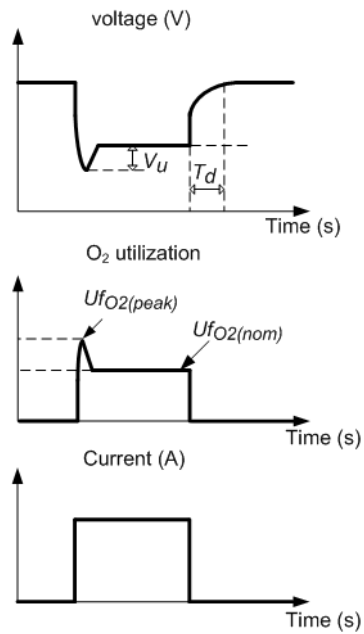 voltage (V)
Vu
Td
Time (s)
O2 utilization
UfO2(peak)
UfO2(nom)
Time (s)
Current (A)
Time (s)